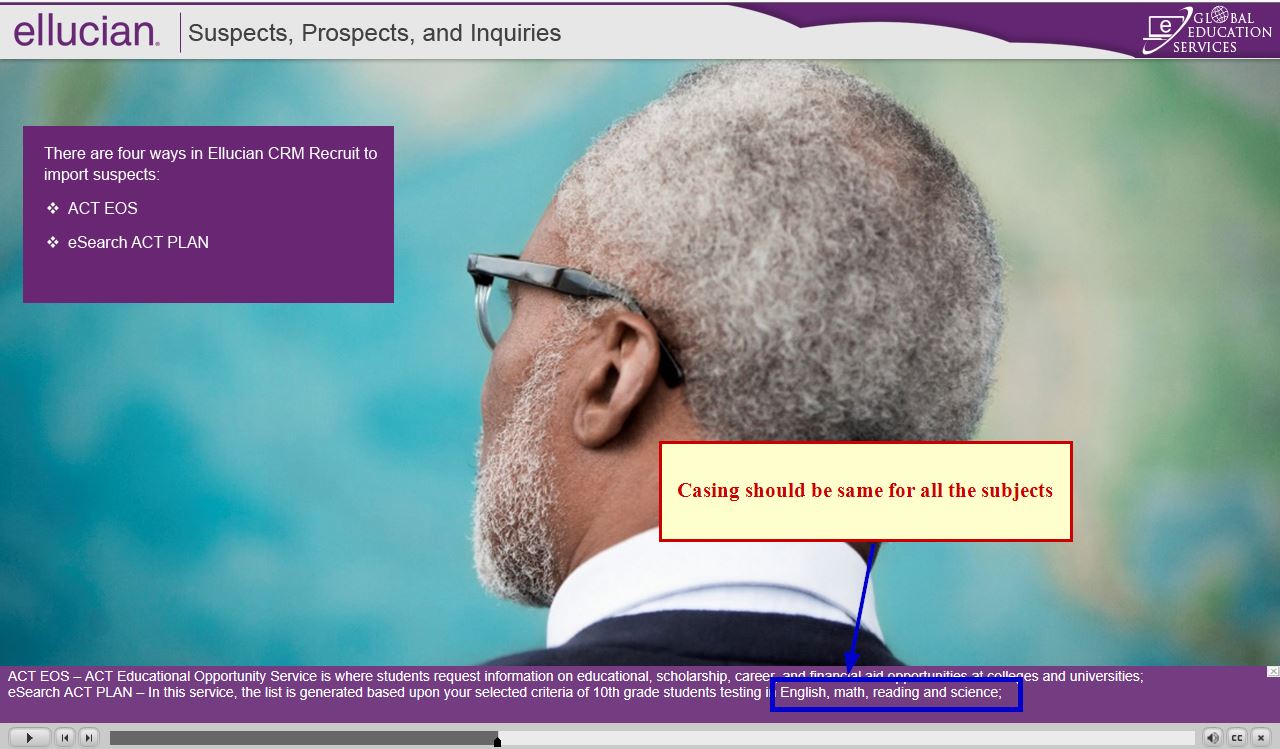 ellucian.
Suspects, Prospects, and Inquiries
e GLOBAL
EDUCATION
SERVICES
There are four ways in Ellucian CRM Recruit to
import suspects:
❖ ACT EOS
❖ eSearch ACT PLAN
Casing should be same for all the subjects
ACT EOS – ACT Educational Opportunity Service is where students request information on educational, scholarship, career, and financial aid opportunities at colleges and universities;
eSearch ACT PLAN – In this service, the list is generated based upon your selected criteria of 10th grade students testing in English, math, reading and science;
CC